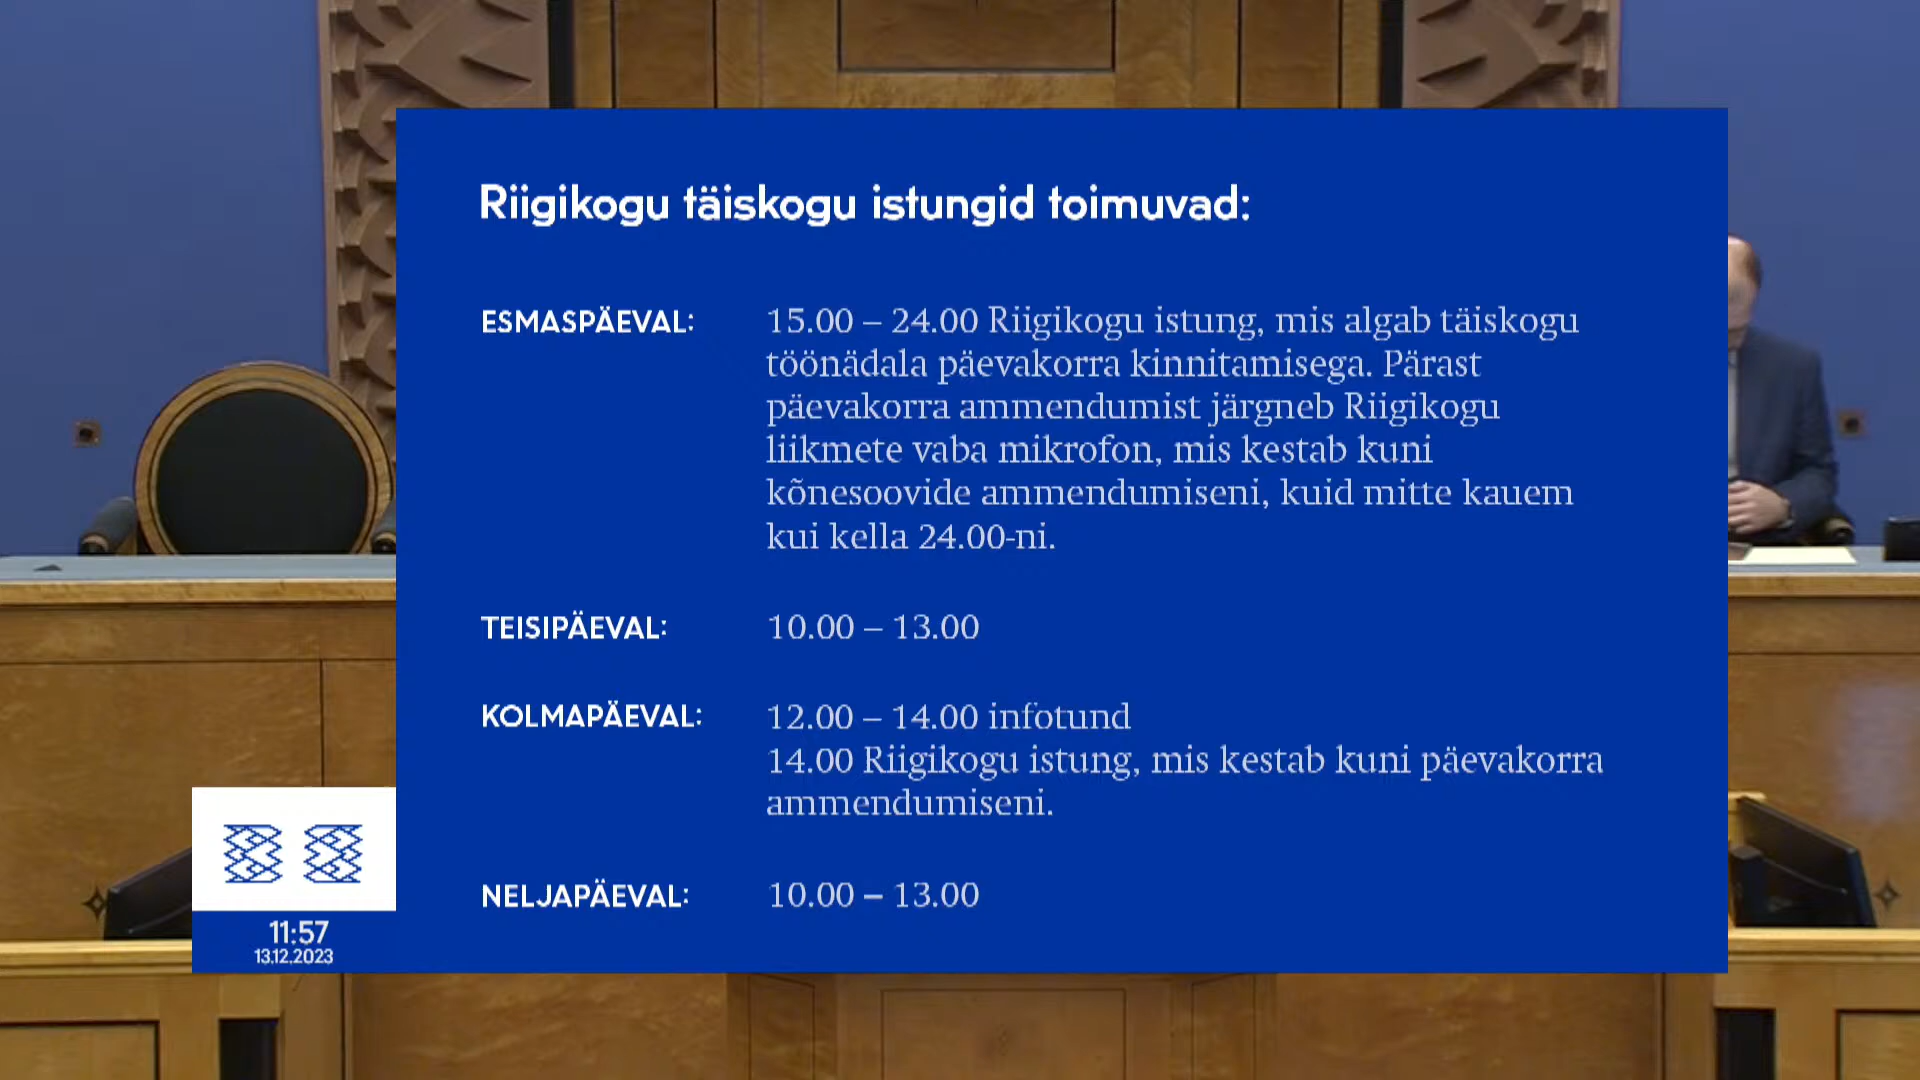 Riigikogu täiskogu istungid toimuvad:
ESMASPÄEVAL:
15.00 – 24.00 Riigikogu istung, mis algab täiskogu
töönädala päevakorra kinnitamisega. Pärast
päevakorra ammendumist järgneb Riigikogu
liikmete vaba mikrofon, mis kestab kuni
kõnesoovide ammendumiseni, kuid mitte kauem
kui kella 24.00-ni.
TEISIPÄEVAL:
10.00 – 13.00
KOLMAPÄEVAL:
12.00 – 14.00 infotund
14.00 Riigikogu istung, mis kestab kuni päevakorra
ammendumiseni.
NELJAPÄEVAL:
10.00 – 13.00
11:57
13.12.2023